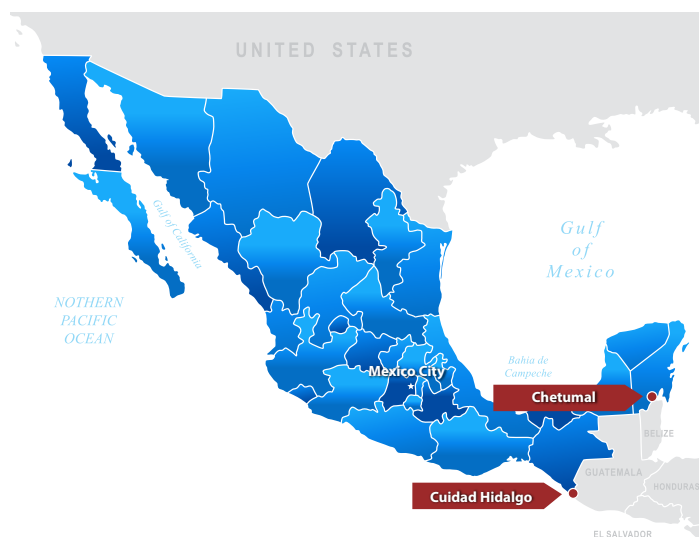 UNITED STATES
Gulf
of
Mexico
Gulf of California
NOTHERN
PACIFIC
OCEAN
Bahia de
Campeche
Mexico City
Chetumal
BELIZE
GUATEMALA
HONDURAS
Cuidad Hidalgo
EL SALVADOR